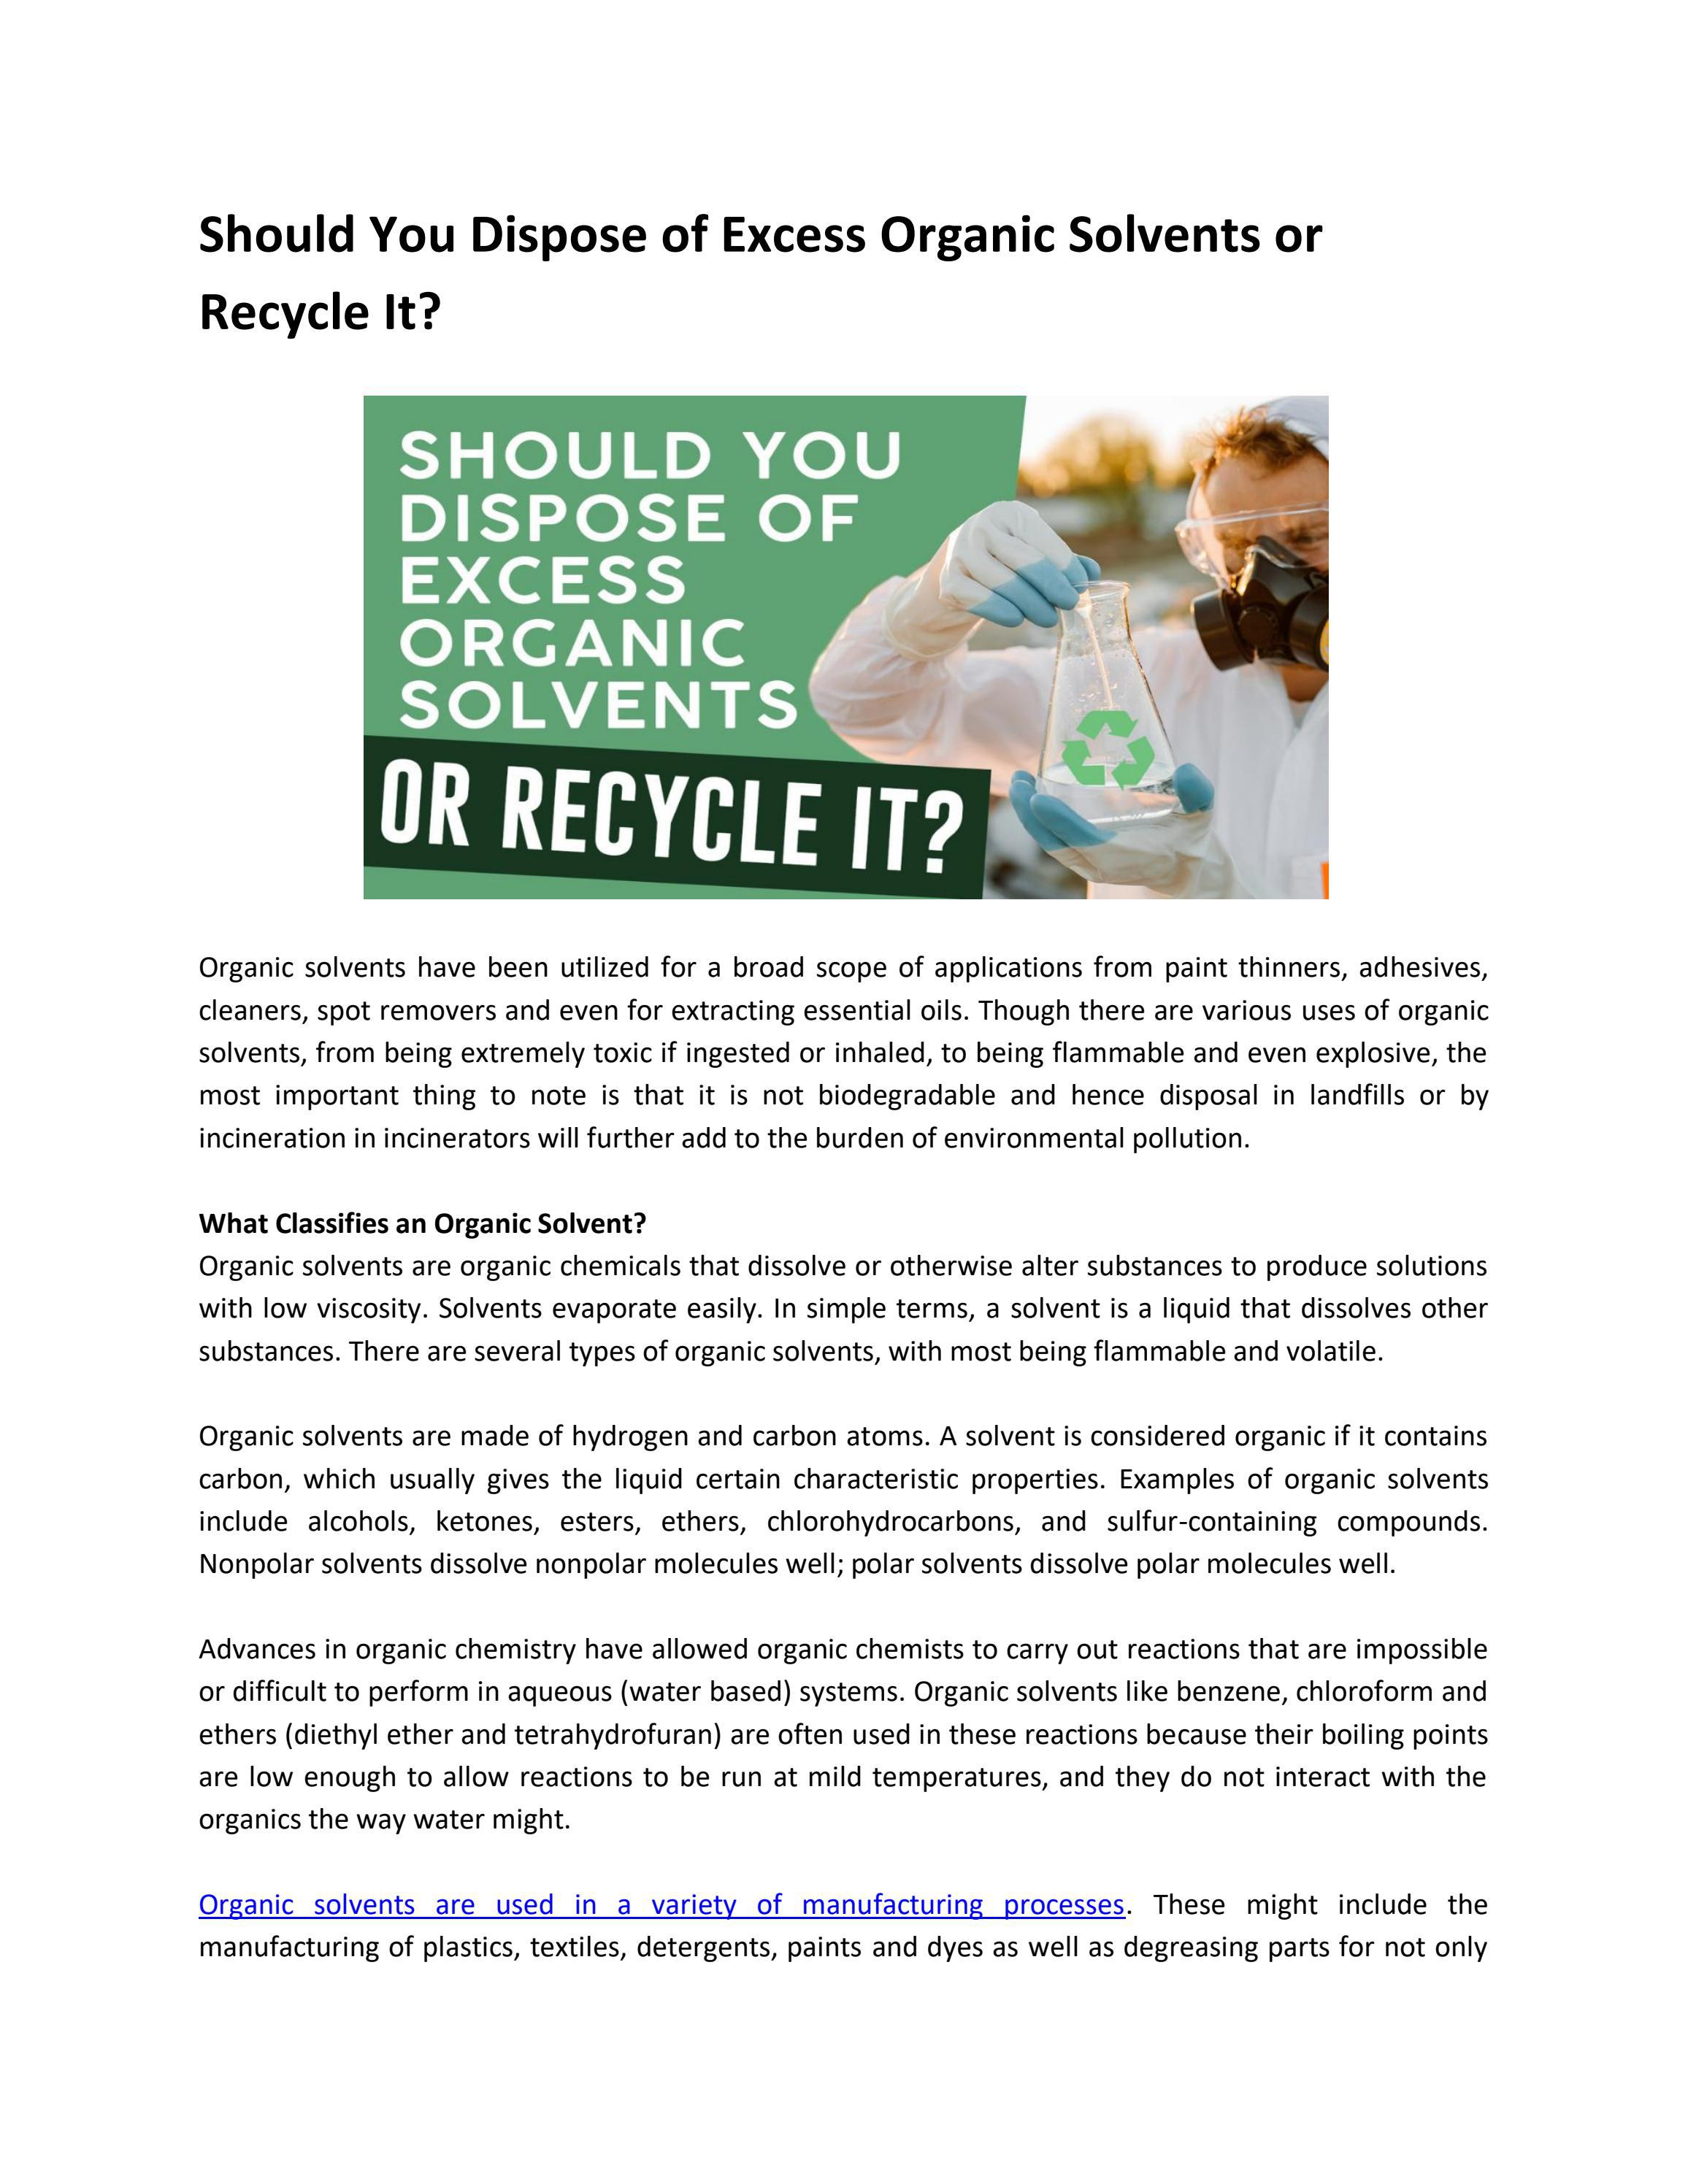 Should You Dispose of Excess Organic Solvents or
Recycle It?
SHOULD YOU
DISPOSE OF
EXCESS
ORGANIC
SOLVENTS
OR RECYCLE IT?
Organic solvents have been utilized for a broad scope of applications from paint thinners, adhesives,
cleaners, spot removers and even for extracting essential oils. Though there are various uses of organic
solvents, from being extremely toxic if ingested or inhaled, to being flammable and even explosive, the
most important thing to note is that it is not biodegradable and hence disposal in landfills or by
incineration in incinerators will further add to the burden of environmental pollution.
What Classifies an Organic Solvent?
Organic solvents are organic chemicals that dissolve or otherwise alter substances to produce solutions
with low viscosity. Solvents evaporate easily. In simple terms, a solvent is a liquid that dissolves other
substances. There are several types of organic solvents, with most being flammable and volatile.
Organic solvents are made of hydrogen and carbon atoms. A solvent is considered organic if it contains
carbon, which usually gives the liquid certain characteristic properties. Examples of organic solvents
include alcohols, ketones, esters, ethers, chlorohydrocarbons, and sulfur-containing compounds.
Nonpolar solvents dissolve nonpolar molecules well; polar solvents dissolve polar molecules well.
Advances in organic chemistry have allowed organic chemists to carry out reactions that are impossible
or difficult to perform in aqueous (water based) systems. Organic solvents like benzene, chloroform and
ethers (diethyl ether and tetrahydrofuran) are often used in these reactions because their boiling points
are low enough to allow reactions to be run at mild temperatures, and they do not interact with the
organics the way water might.
Organic solvents are used in a variety of manufacturing processes. These might include the
manufacturing of plastics, textiles, detergents, paints and dyes as well as degreasing parts for not only